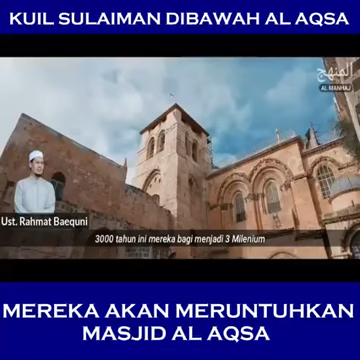 KUIL SULAIMAN DIBAWAH AL AQSA
المنهج
AL MANHAJ
Ust. Rahmat Baequni
3000 tahun ini mereka bagi menjadi 3 Milenium
MEREKA AKAN MERUNTUHKAN
MASJID AL AQSA